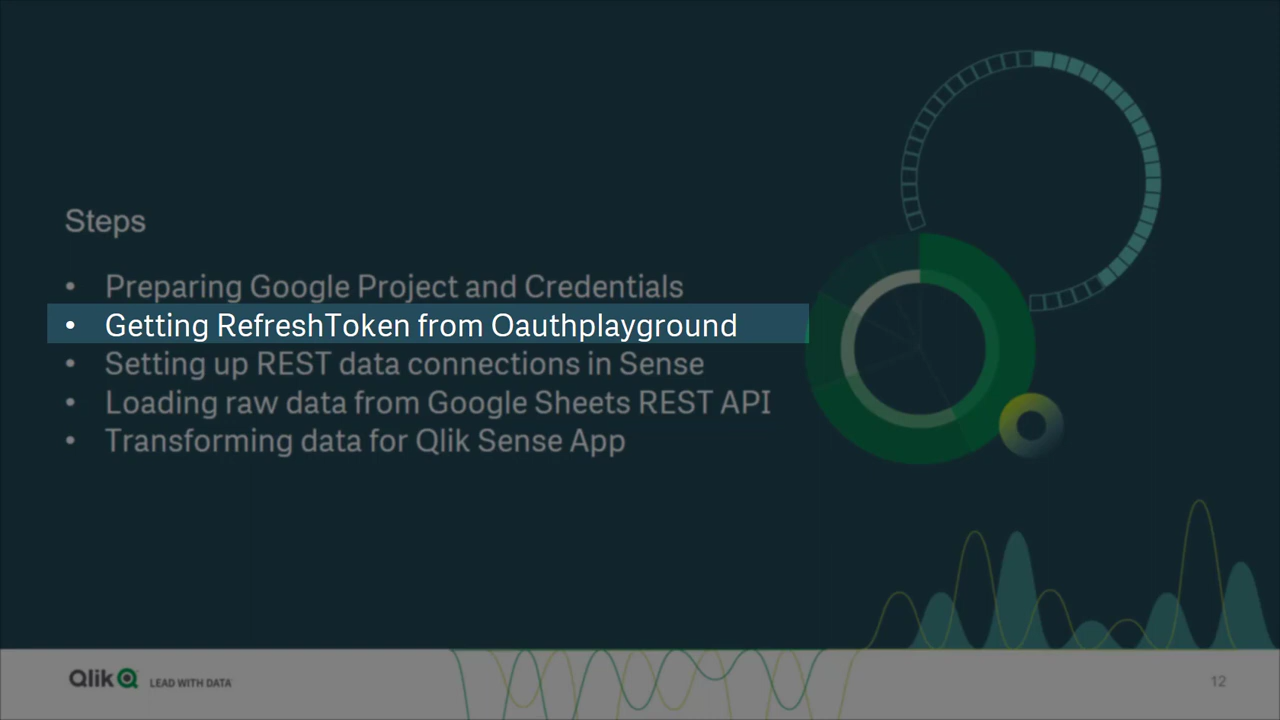 Steps
• Preparing Google Project and Credentials
• Getting RefreshToken from Oauthplayground
• Setting up REST data connections in Sense
• Loading raw data from Google Sheets REST API
• Transforming data for Qlik Sense App
Qlik LEAD WITH DATA
12